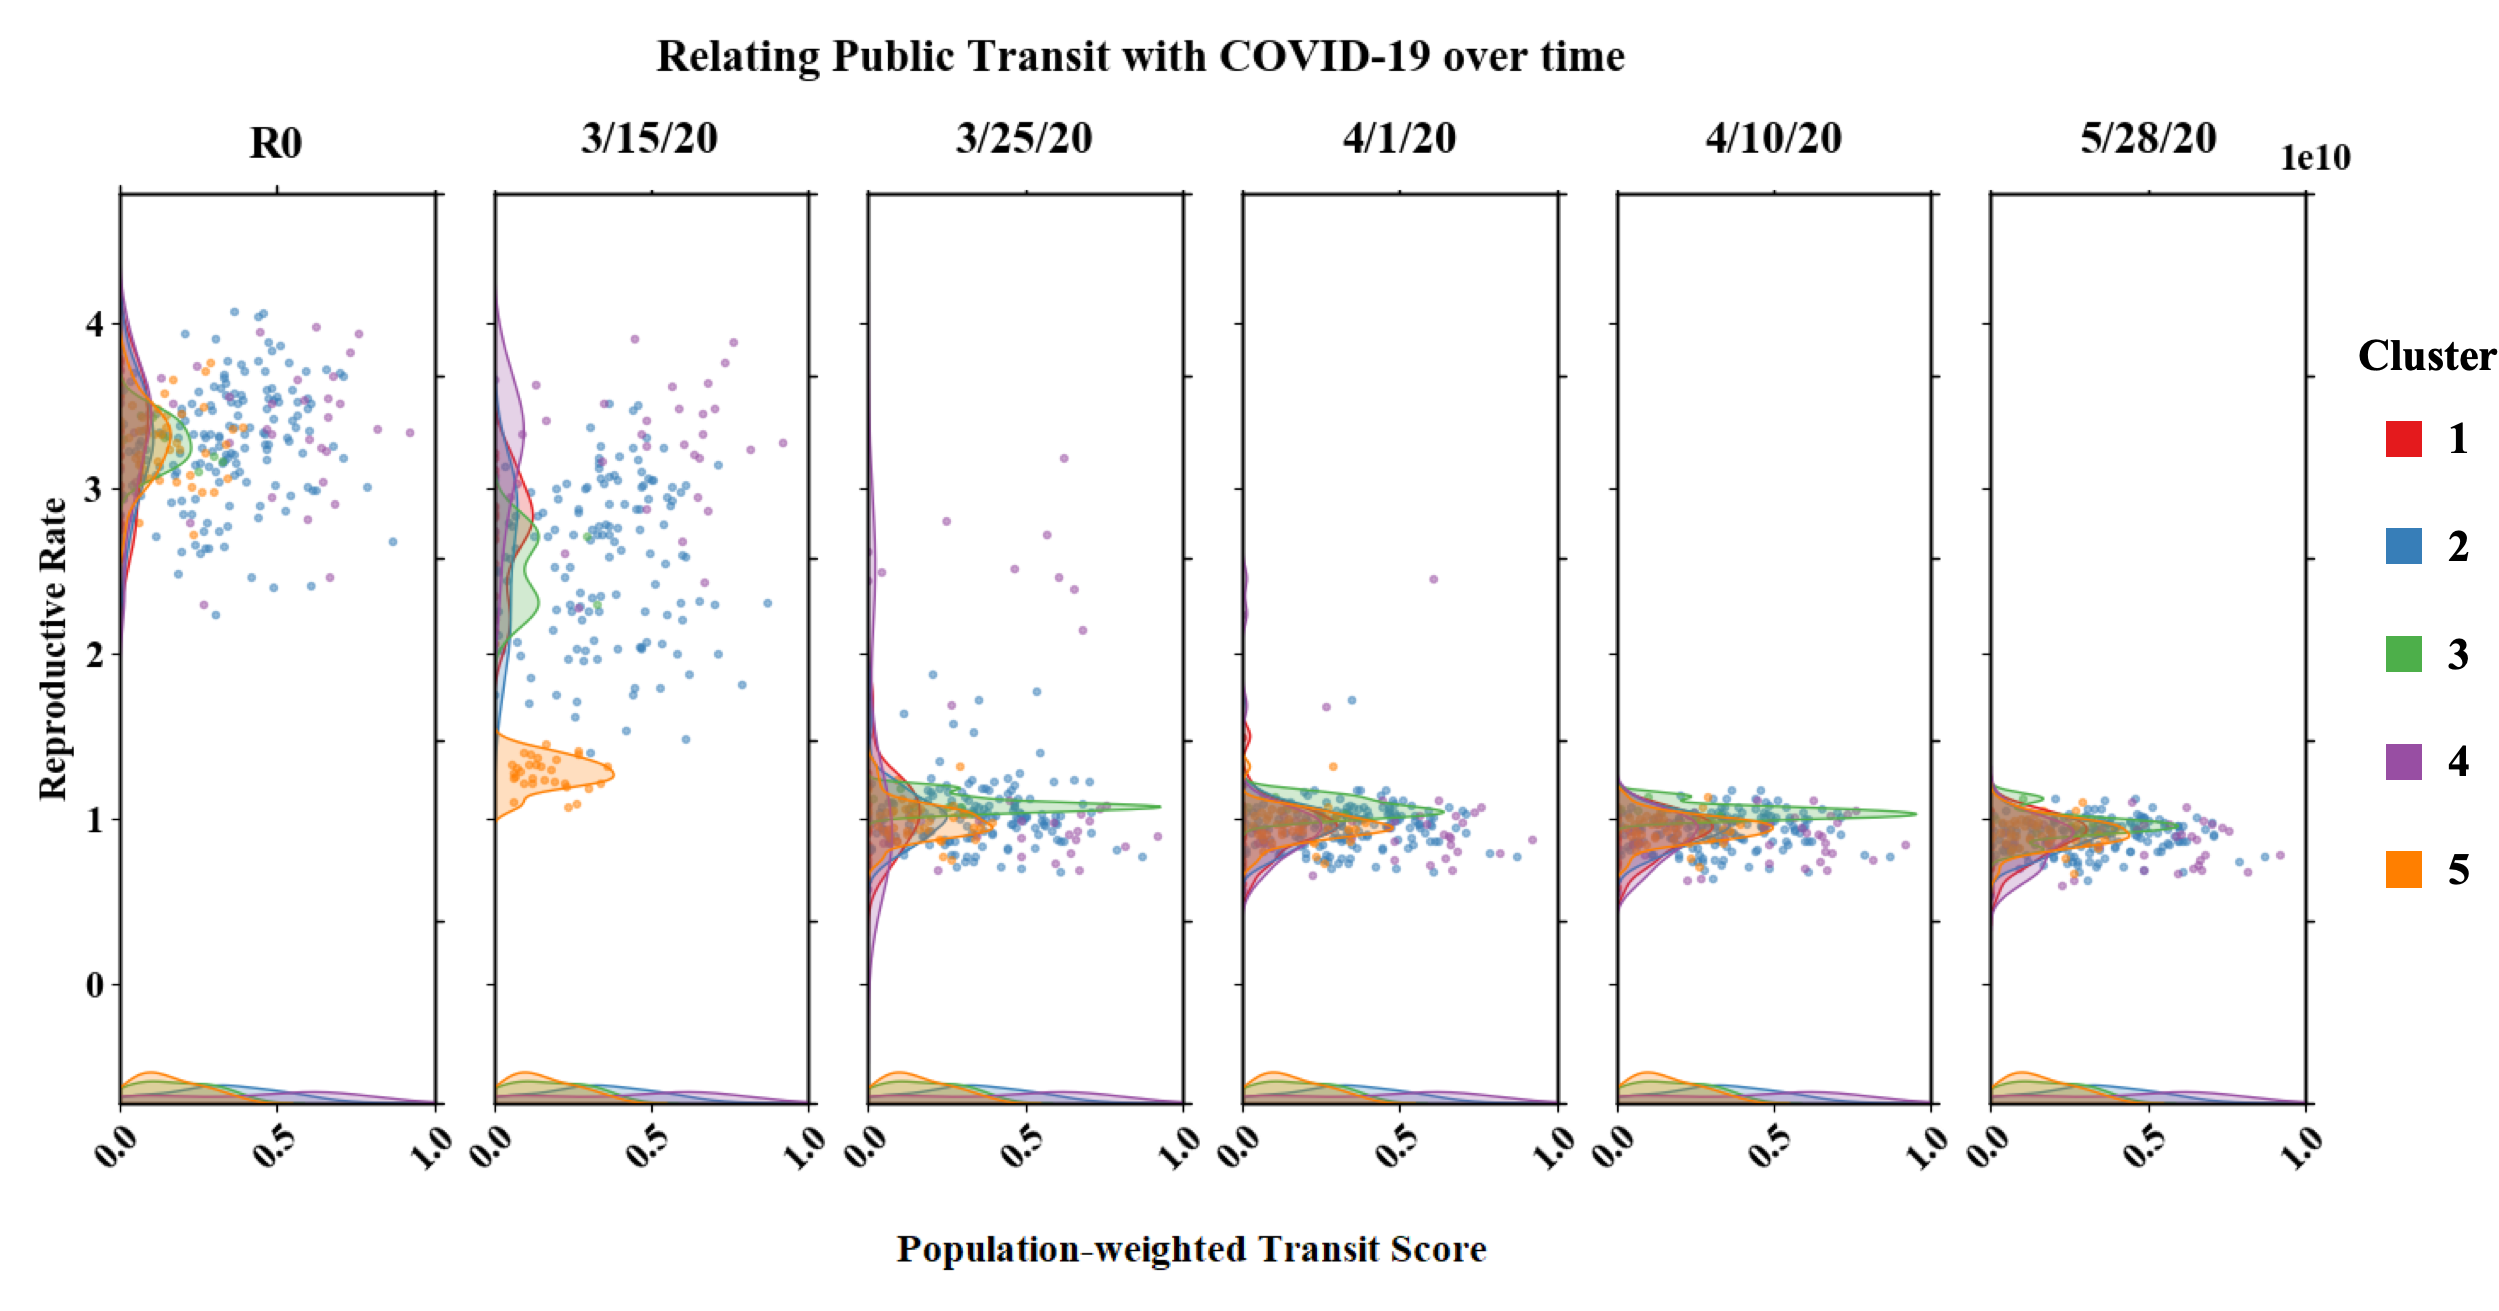 Relating Public Transit with COVID-19 over time
R0 3/15/20 3/25/20 4/1/20 4/10/20 5/28/20 1e10
Reproductive Rate
4
3
2
1
0
0.0 0.5 1.0 0.0 0.5 1.0 0.0 0.5 1.0 0.0 0.5 1.0 0.0 0.5 1.0 0.0 0.5 1.0
Population-weighted Transit Score
Cluster
1
2
3
4
5